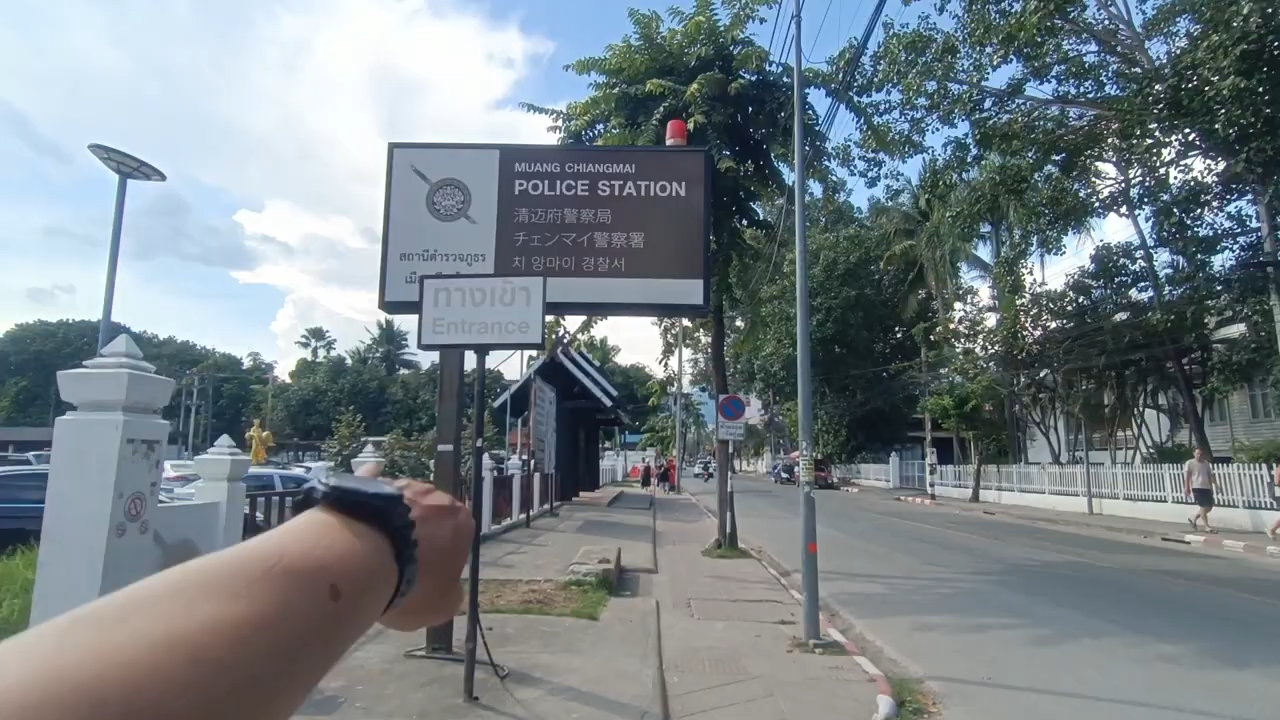 MUANG CHIANGMAI
POLICE STATION
清迈府警察局
チェンマイ警察署
치 앙마이 경찰서
สถานีตำรวจภูธร
ทางเข้า
Entrance